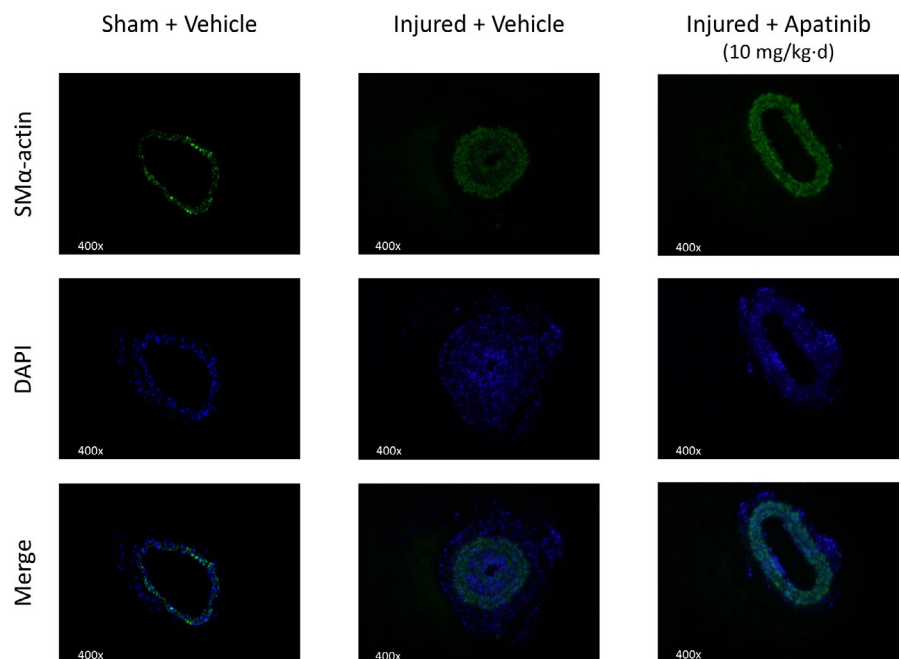 Sham + Vehicle
Injured + Vehicle
Injured + Apatinib
(10 mg/kg·d)
SMα-actin
400x
400x
400x
DAPI
400x
400x
400x
Merge
400x
400x
400x